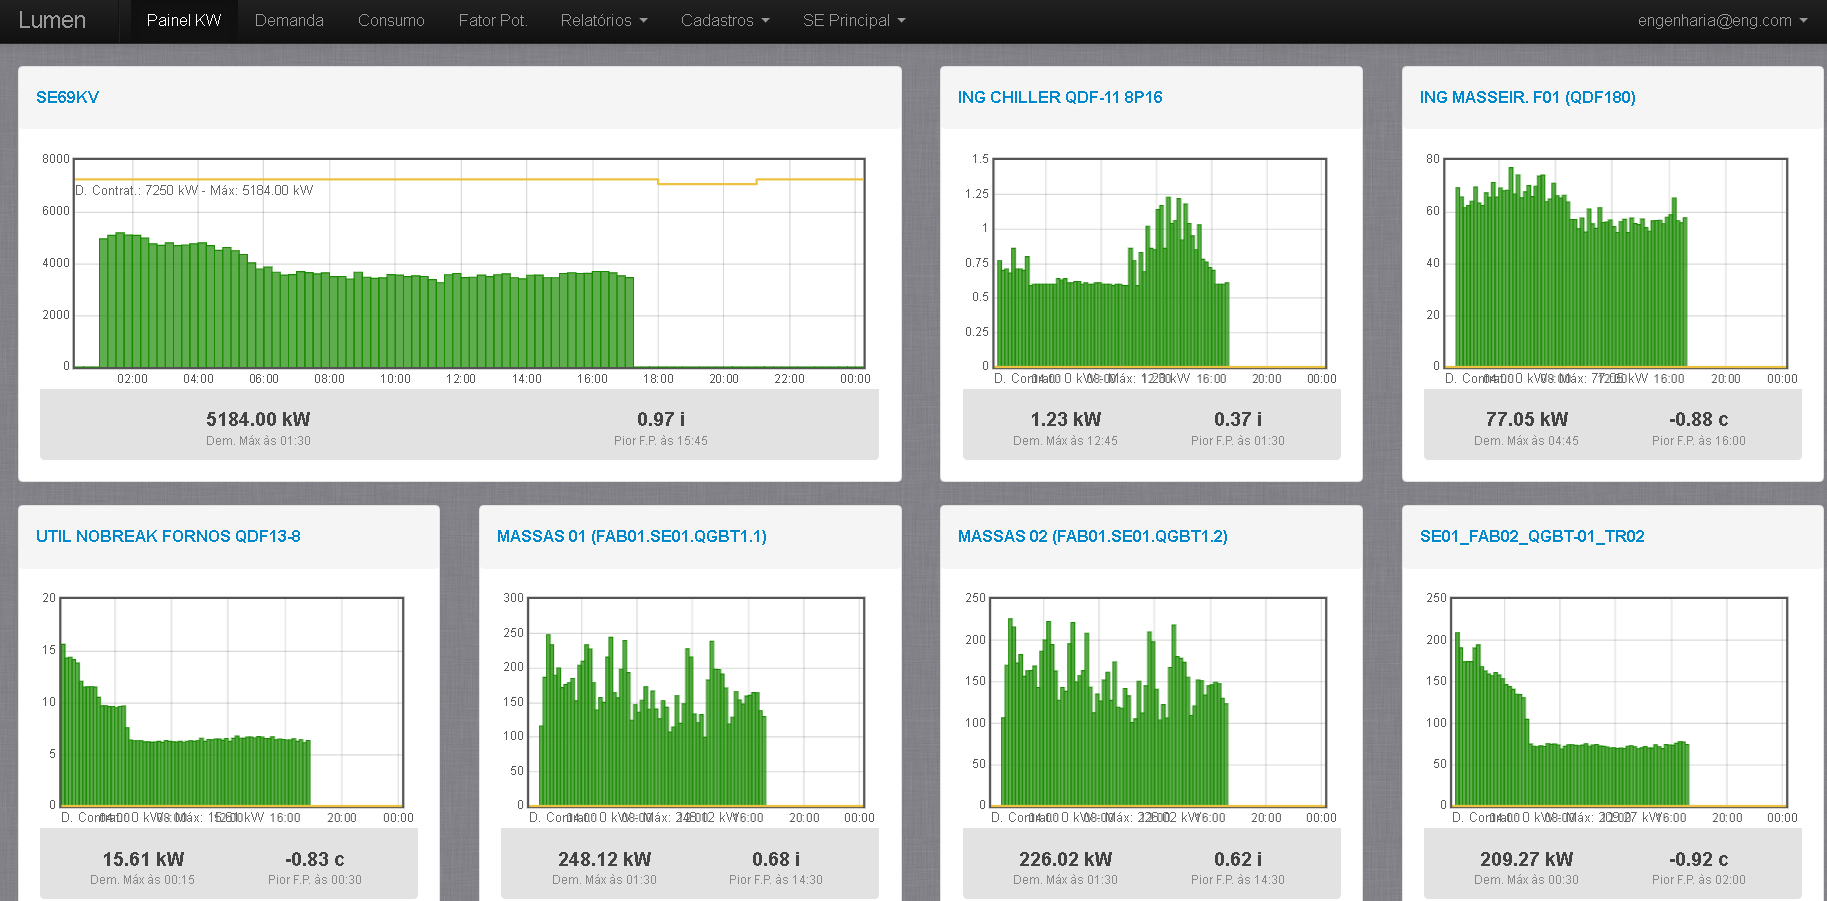 Lumen Painel KW Demanda Consumo Fator Pot. Relatórios Cadastros SE Principal engenharia@eng.com
SE69KV
8000
6000
4000
2000
0
D. Contrat.: 7250 kW - Máx: 5184.00 kW
02:00 04:00 06:00 08:00 10:00 12:00 14:00 16:00 18:00 20:00 22:00 00:00
5184.00 kW 0.97 i
Dem. Máx às 01:30 Pior F.P. às 15:45
ING CHILLER QDF-11 8P16
1.5
1.25
1
0.75
0.5
0.25
0
04:00 08:00 12:00 16:00 20:00 00:00
D. Contrat.: 0 kW - Máx: 1.23 kW
1.23 kW 0.37 i
Dem. Máx às 12:45 Pior F.P. às 01:30
ING MASSEIR. F01 (QDF180)
80
60
40
20
0
04:00 08:00 12:00 16:00 20:00 00:00
D. Contrat.: 0 kW - Máx: 77.05 kW
77.05 kW -0.88 c
Dem. Máx às 04:45 Pior F.P. às 16:00
UTIL NOBREAK FORNOS QDF13-8
20
15
10
5
0
04:00 08:00 12:00 16:00 20:00 00:00
D. Contrat.: 0 kW - Máx: 15.61 kW
15.61 kW -0.83 c
Dem. Máx às 00:15 Pior F.P. às 00:30
MASSAS 01 (FAB01.SE01.QGBT1.1)
300
250
200
150
100
50
0
04:00 08:00 12:00 16:00 20:00 00:00
D. Contrat.: 0 kW - Máx: 248.12 kW
248.12 kW 0.68 i
Dem. Máx às 01:30 Pior F.P. às 14:30
MASSAS 02 (FAB01.SE01.QGBT1.2)
250
200
150
100
50
0
04:00 08:00 12:00 16:00 20:00 00:00
D. Contrat.: 0 kW - Máx: 226.02 kW
226.02 kW 0.62 i
Dem. Máx às 01:30 Pior F.P. às 14:30
SE01_FAB02_QGBT-01_TR02
250
200
150
100
50
0
04:00 08:00 12:00 16:00 20:00 00:00
D. Contrat.: 0 kW - Máx: 209.27 kW
209.27 kW -0.92 c
Dem. Máx às 00:30 Pior F.P. às 02:00